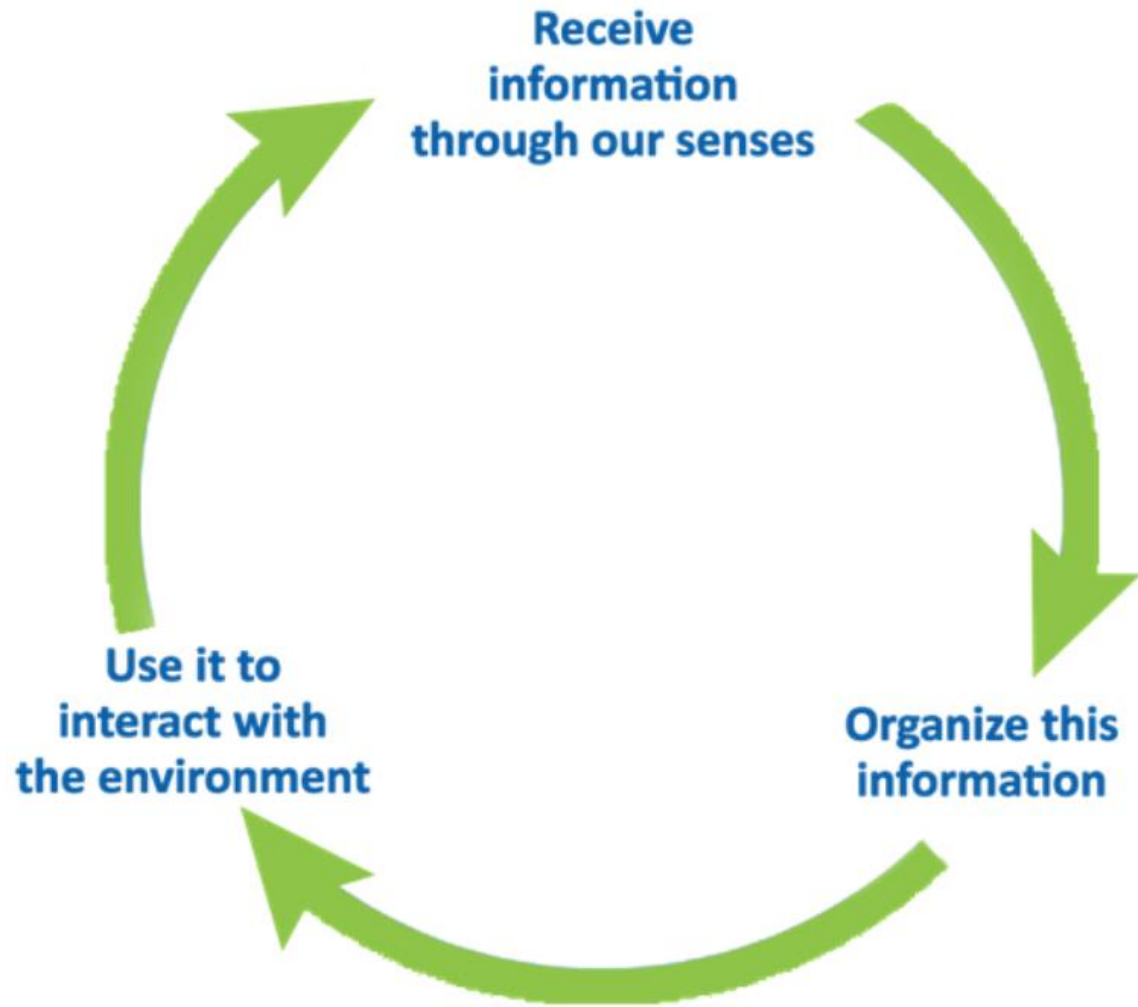 Receive
information
through our senses
Organize this
information
Use it to
interact with
the environment